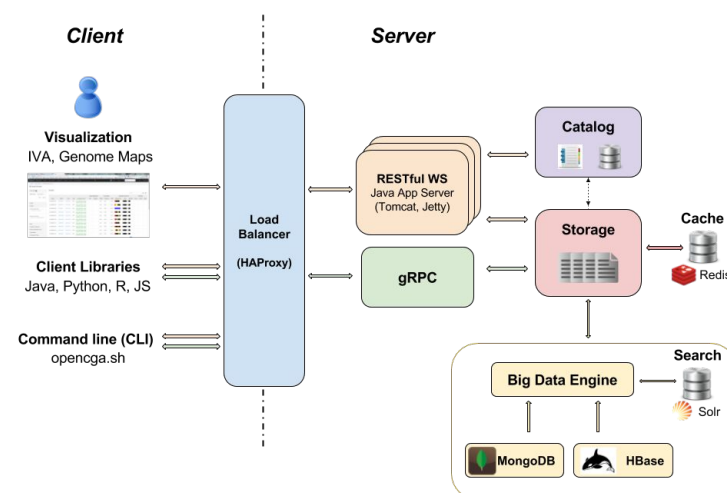 Client
Server
Visualization
IVA, Genome Maps
Client Libraries
Java, Python, R, JS
Command line (CLI)
opencga.sh
Load
Balancer
(HAProxy)
RESTful WS
Java App Server
(Tomcat, Jetty)
gRPC
Catalog
Storage
Cache
Redis
Big Data Engine
Search
Solr
MongoDB
HBase